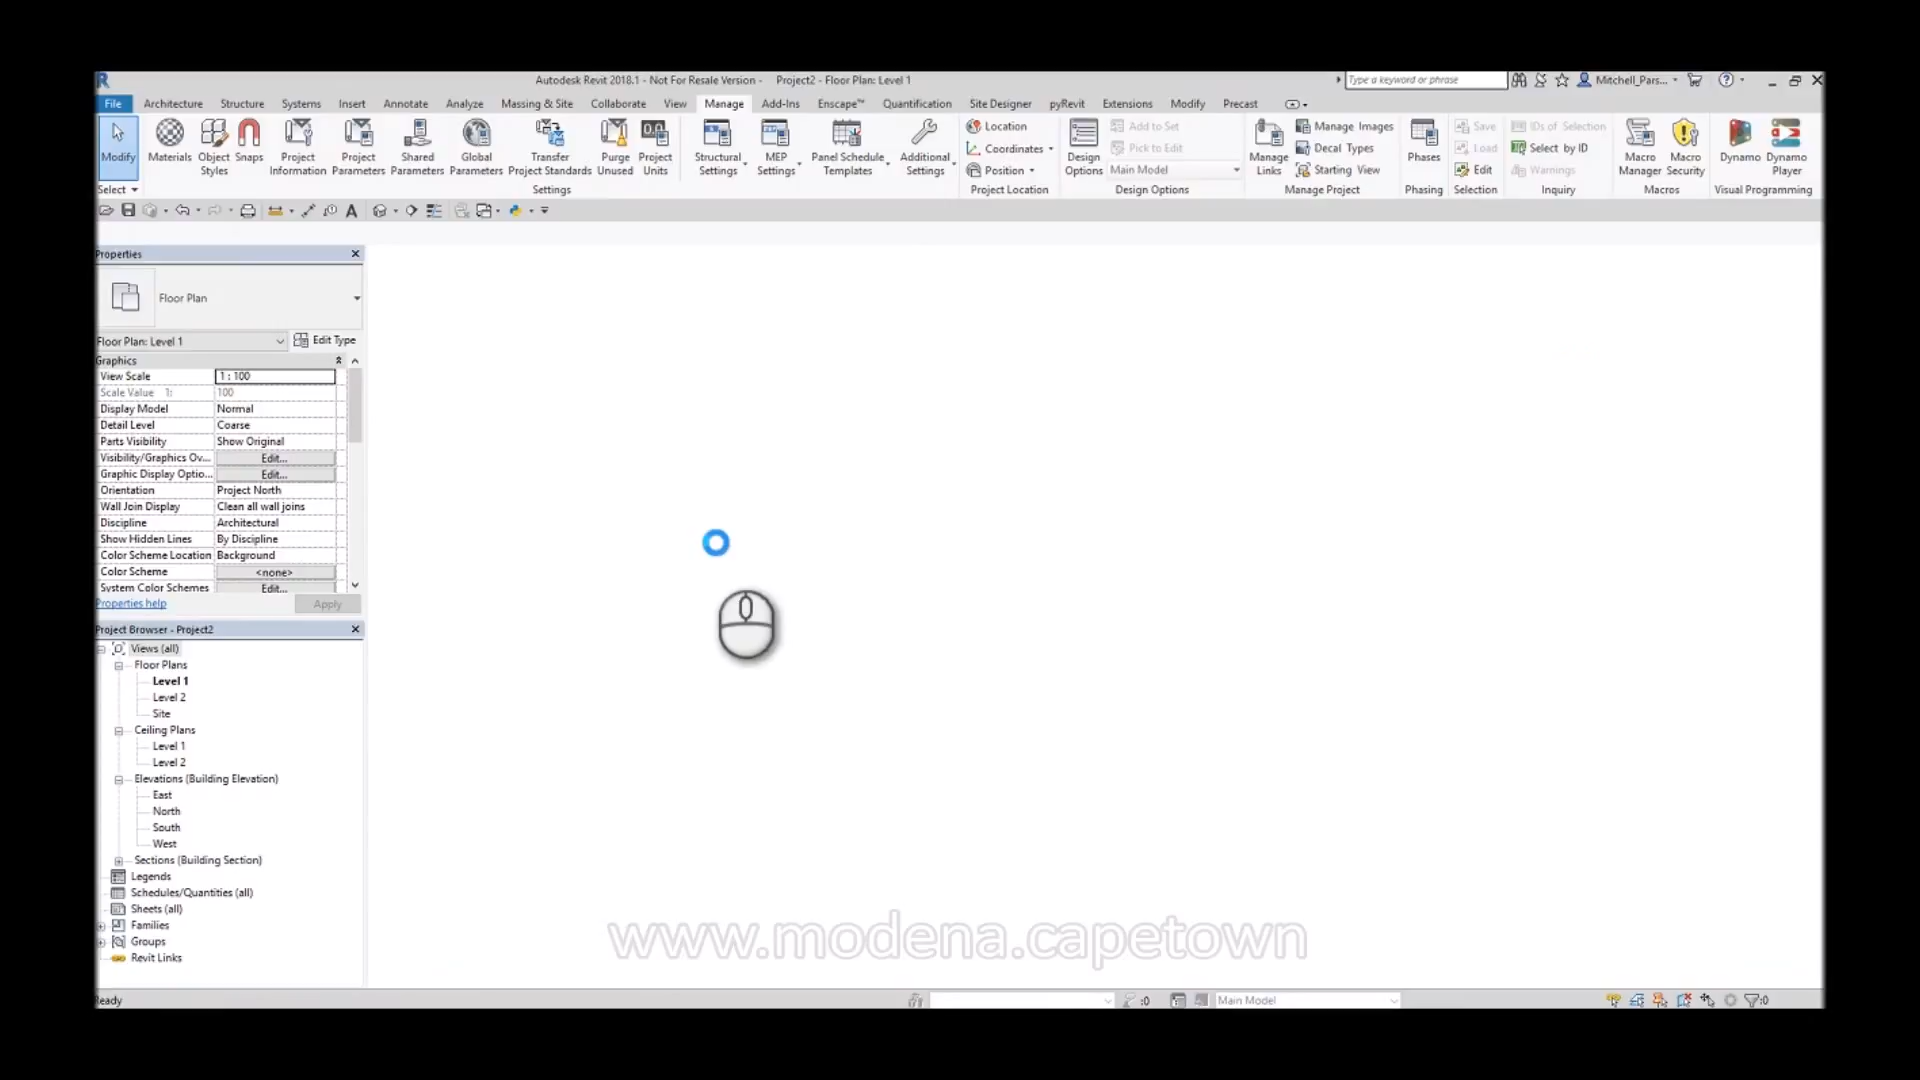 Autodesk Revit 2018.1 - Not For Resale Version - Project2 - Floor Plan: Level 1
Type a keyword or phrase
Mitchell_Pars...
File Architecture Structure Systems Insert Annotate Analyze Massing & Site Collaborate View Manage Add-Ins Enscape™ Quantification Site Designer pyRevit Extensions Modify Precast
Modify
Materials
Object Styles
Snaps
Project Information
Project Parameters
Shared Parameters
Global Parameters
Transfer Project Standards
Purge Unused
Project Units
Structural Settings
MEP Settings
Panel Schedule Templates
Additional Settings
Location
Coordinates
Position
Design Options
Add to Set
Pick to Edit
Main Model
Manage Links
Manage Images
Decal Types
Starting View
Phases
Save
Load
Edit
IDs of Selection
Select by ID
Warnings
Macro Manager
Macro Security
Dynamo
Dynamo Player
Select
Settings
Project Location
Design Options
Manage Project
Phasing
Selection
Inquiry
Macros
Visual Programming
Properties
Floor Plan
Floor Plan: Level 1
Edit Type
Graphics
View Scale 1 : 100
Scale Value 1: 100
Display Model Normal
Detail Level Coarse
Parts Visibility Show Original
Visibility/Graphics Ov... Edit...
Graphic Display Optio... Edit...
Orientation Project North
Wall Join Display Clean all wall joins
Discipline Architectural
Show Hidden Lines By Discipline
Color Scheme Location Background
Color Scheme <none>
System Color Schemes Edit...
Properties help
Apply
Project Browser - Project2
Views (all)
Floor Plans
Level 1
Level 2
Site
Ceiling Plans
Level 1
Level 2
Elevations (Building Elevation)
East
North
South
West
Sections (Building Section)
Legends
Schedules/Quantities (all)
Sheets (all)
Families
Groups
Revit Links
www.modena.capetown
Ready
:0
Main Model
:0